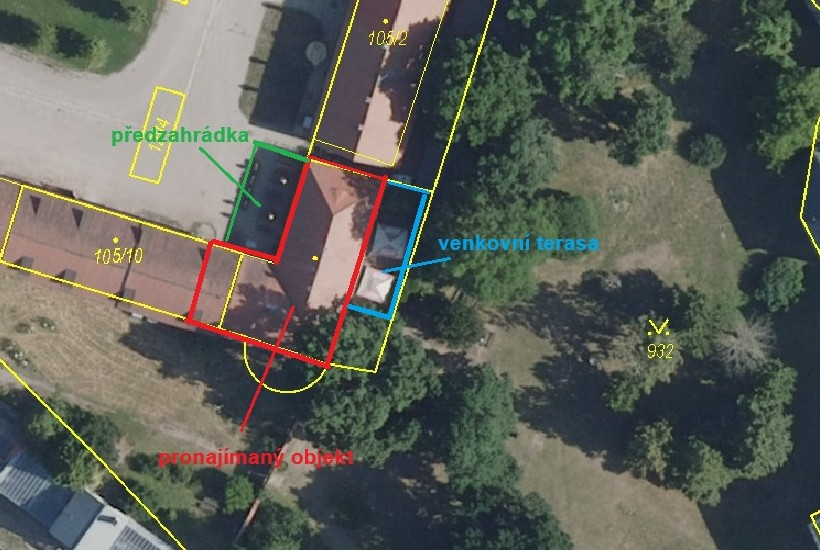 105/2
předzahrádka
venkovní terasa
105/10
932
pronajímaný objekt